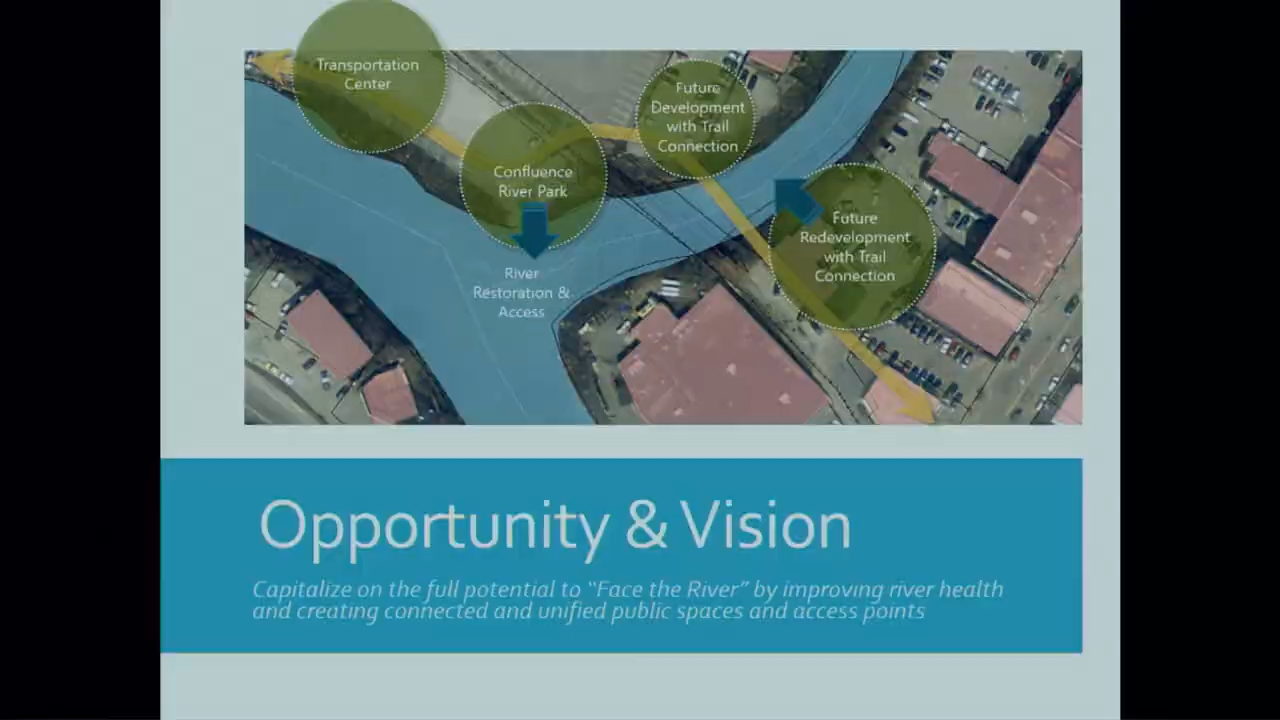 Transportation
Center
Future
Development
with Trail
Connection
Confluence
River Park
Future
Redevelopment
with Trail
Connection
River
Restoration &
Access
Opportunity & Vision
Capitalize on the full potential to “Face the River” by improving river health
and creating connected and unified public spaces and access points